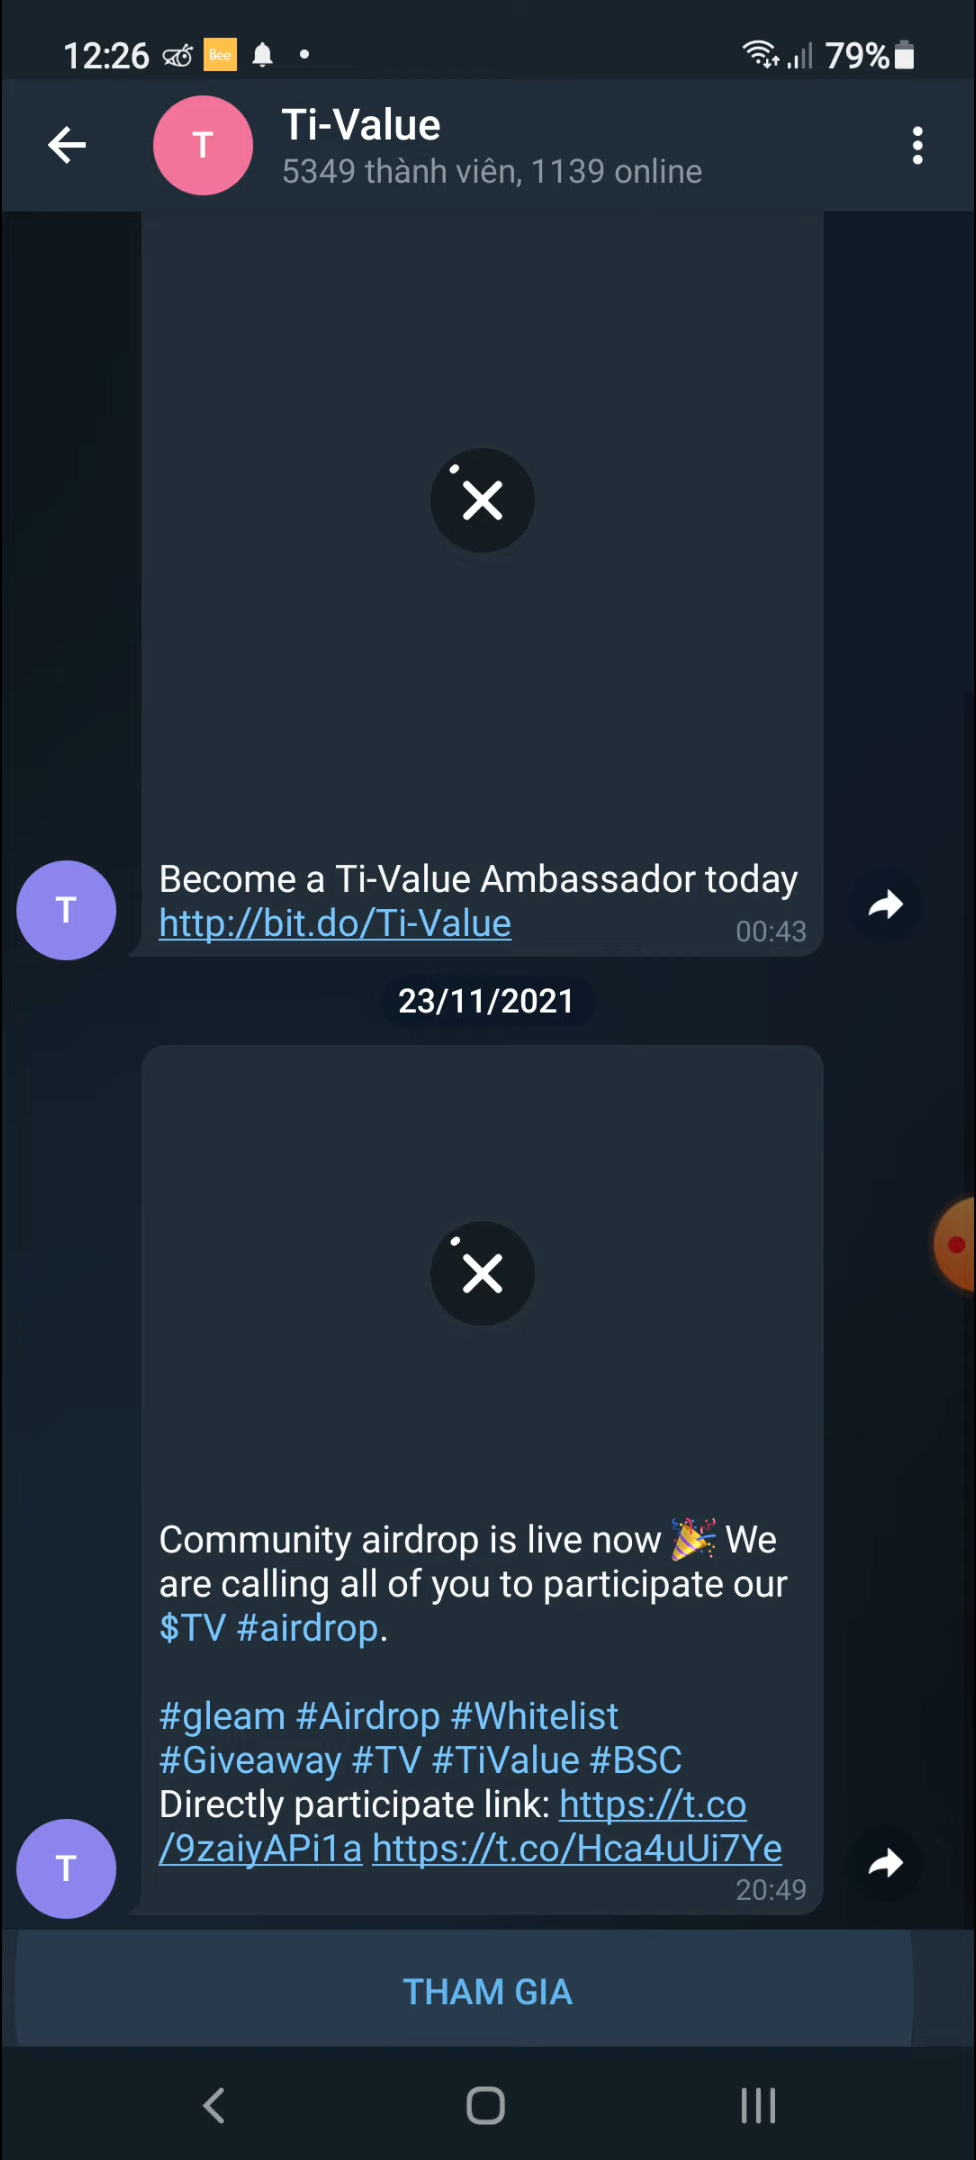 12:26 Bee 79%
T Ti-Value
5349 thành viên, 1139 online
Become a Ti-Value Ambassador today
http://bit.do/Ti-Value 00:43
T
23/11/2021
Community airdrop is live now 🎉 We
are calling all of you to participate our
$TV #airdrop.
#gleam #Airdrop #Whitelist
#Giveaway #TV #TiValue #BSC
Directly participate link: https://t.co
/9zaiyAPi1a https://t.co/Hca4uUi7Ye
T
20:49
THAM GIA